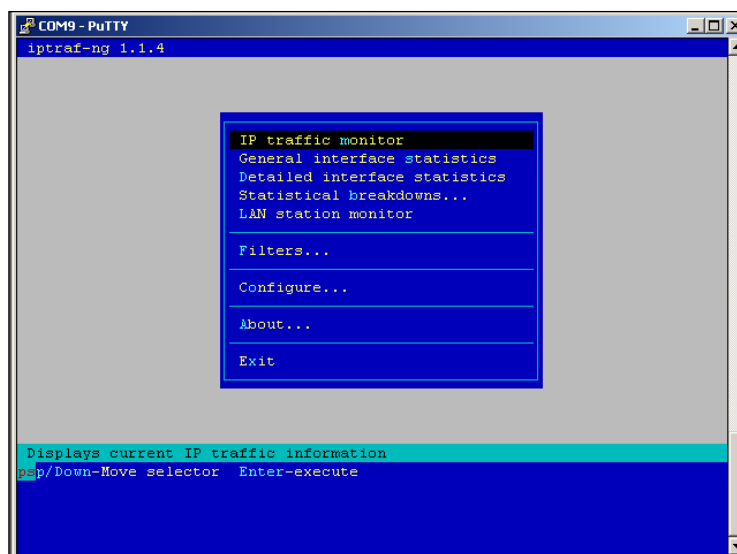 COM9 - PuTTY
iptraf-ng 1.1.4
IP traffic monitor
General interface statistics
Detailed interface statistics
Statistical breakdowns...
LAN station monitor
Filters...
Configure...
About...
Exit
Displays current IP traffic information
psp/Down-Move selector  Enter-execute